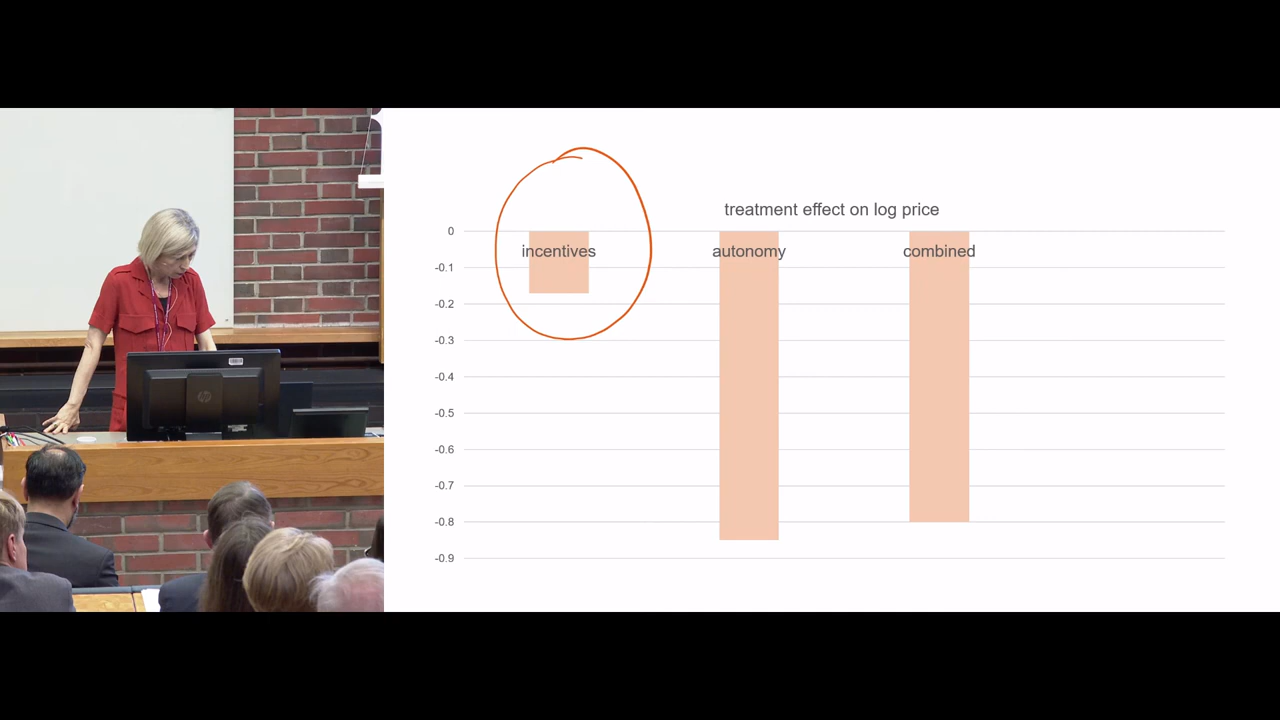 treatment effect on log price
0
incentives
autonomy
combined
-0.1
-0.2
-0.3
-0.4
-0.5
-0.6
-0.7
-0.8
-0.9